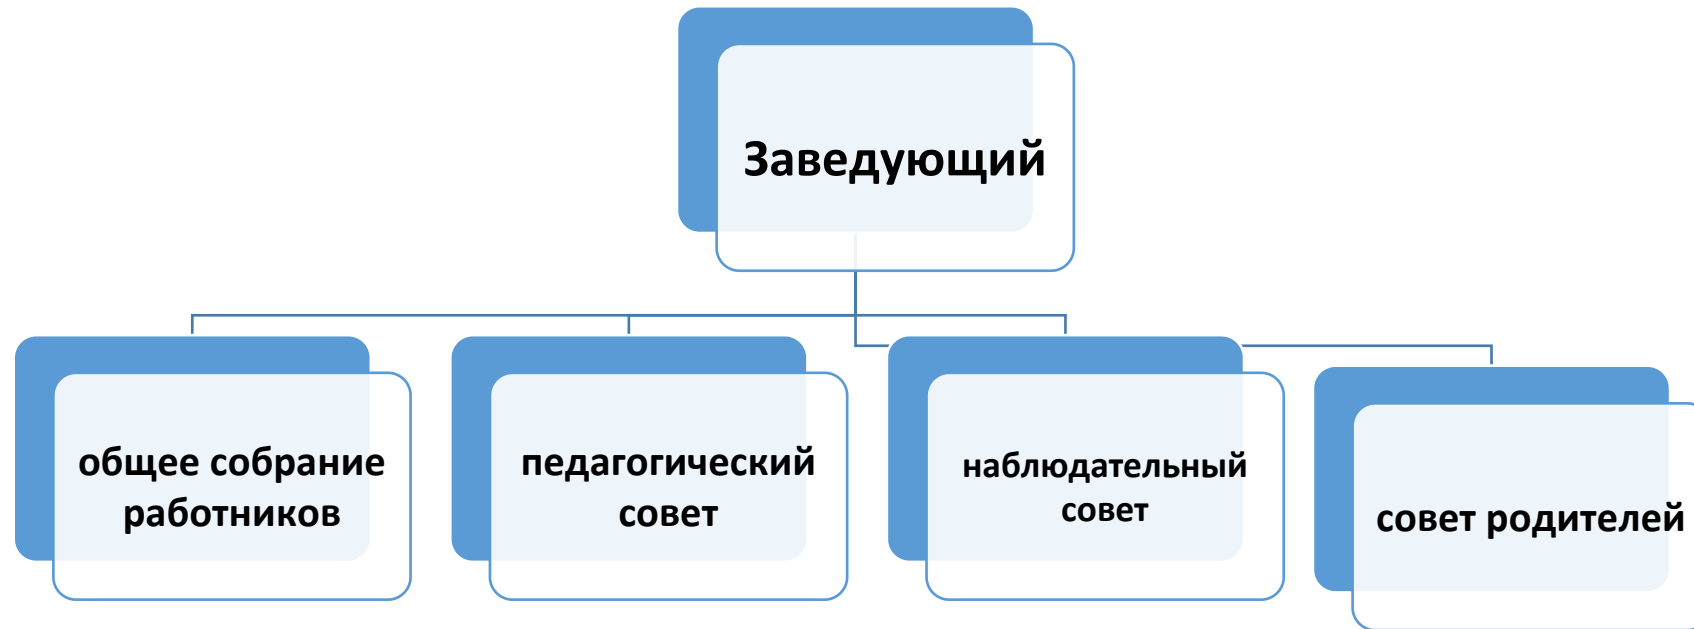 Заведующий
общее собрание
работников
педагогический
совет
наблюдательный
совет
совет родителей